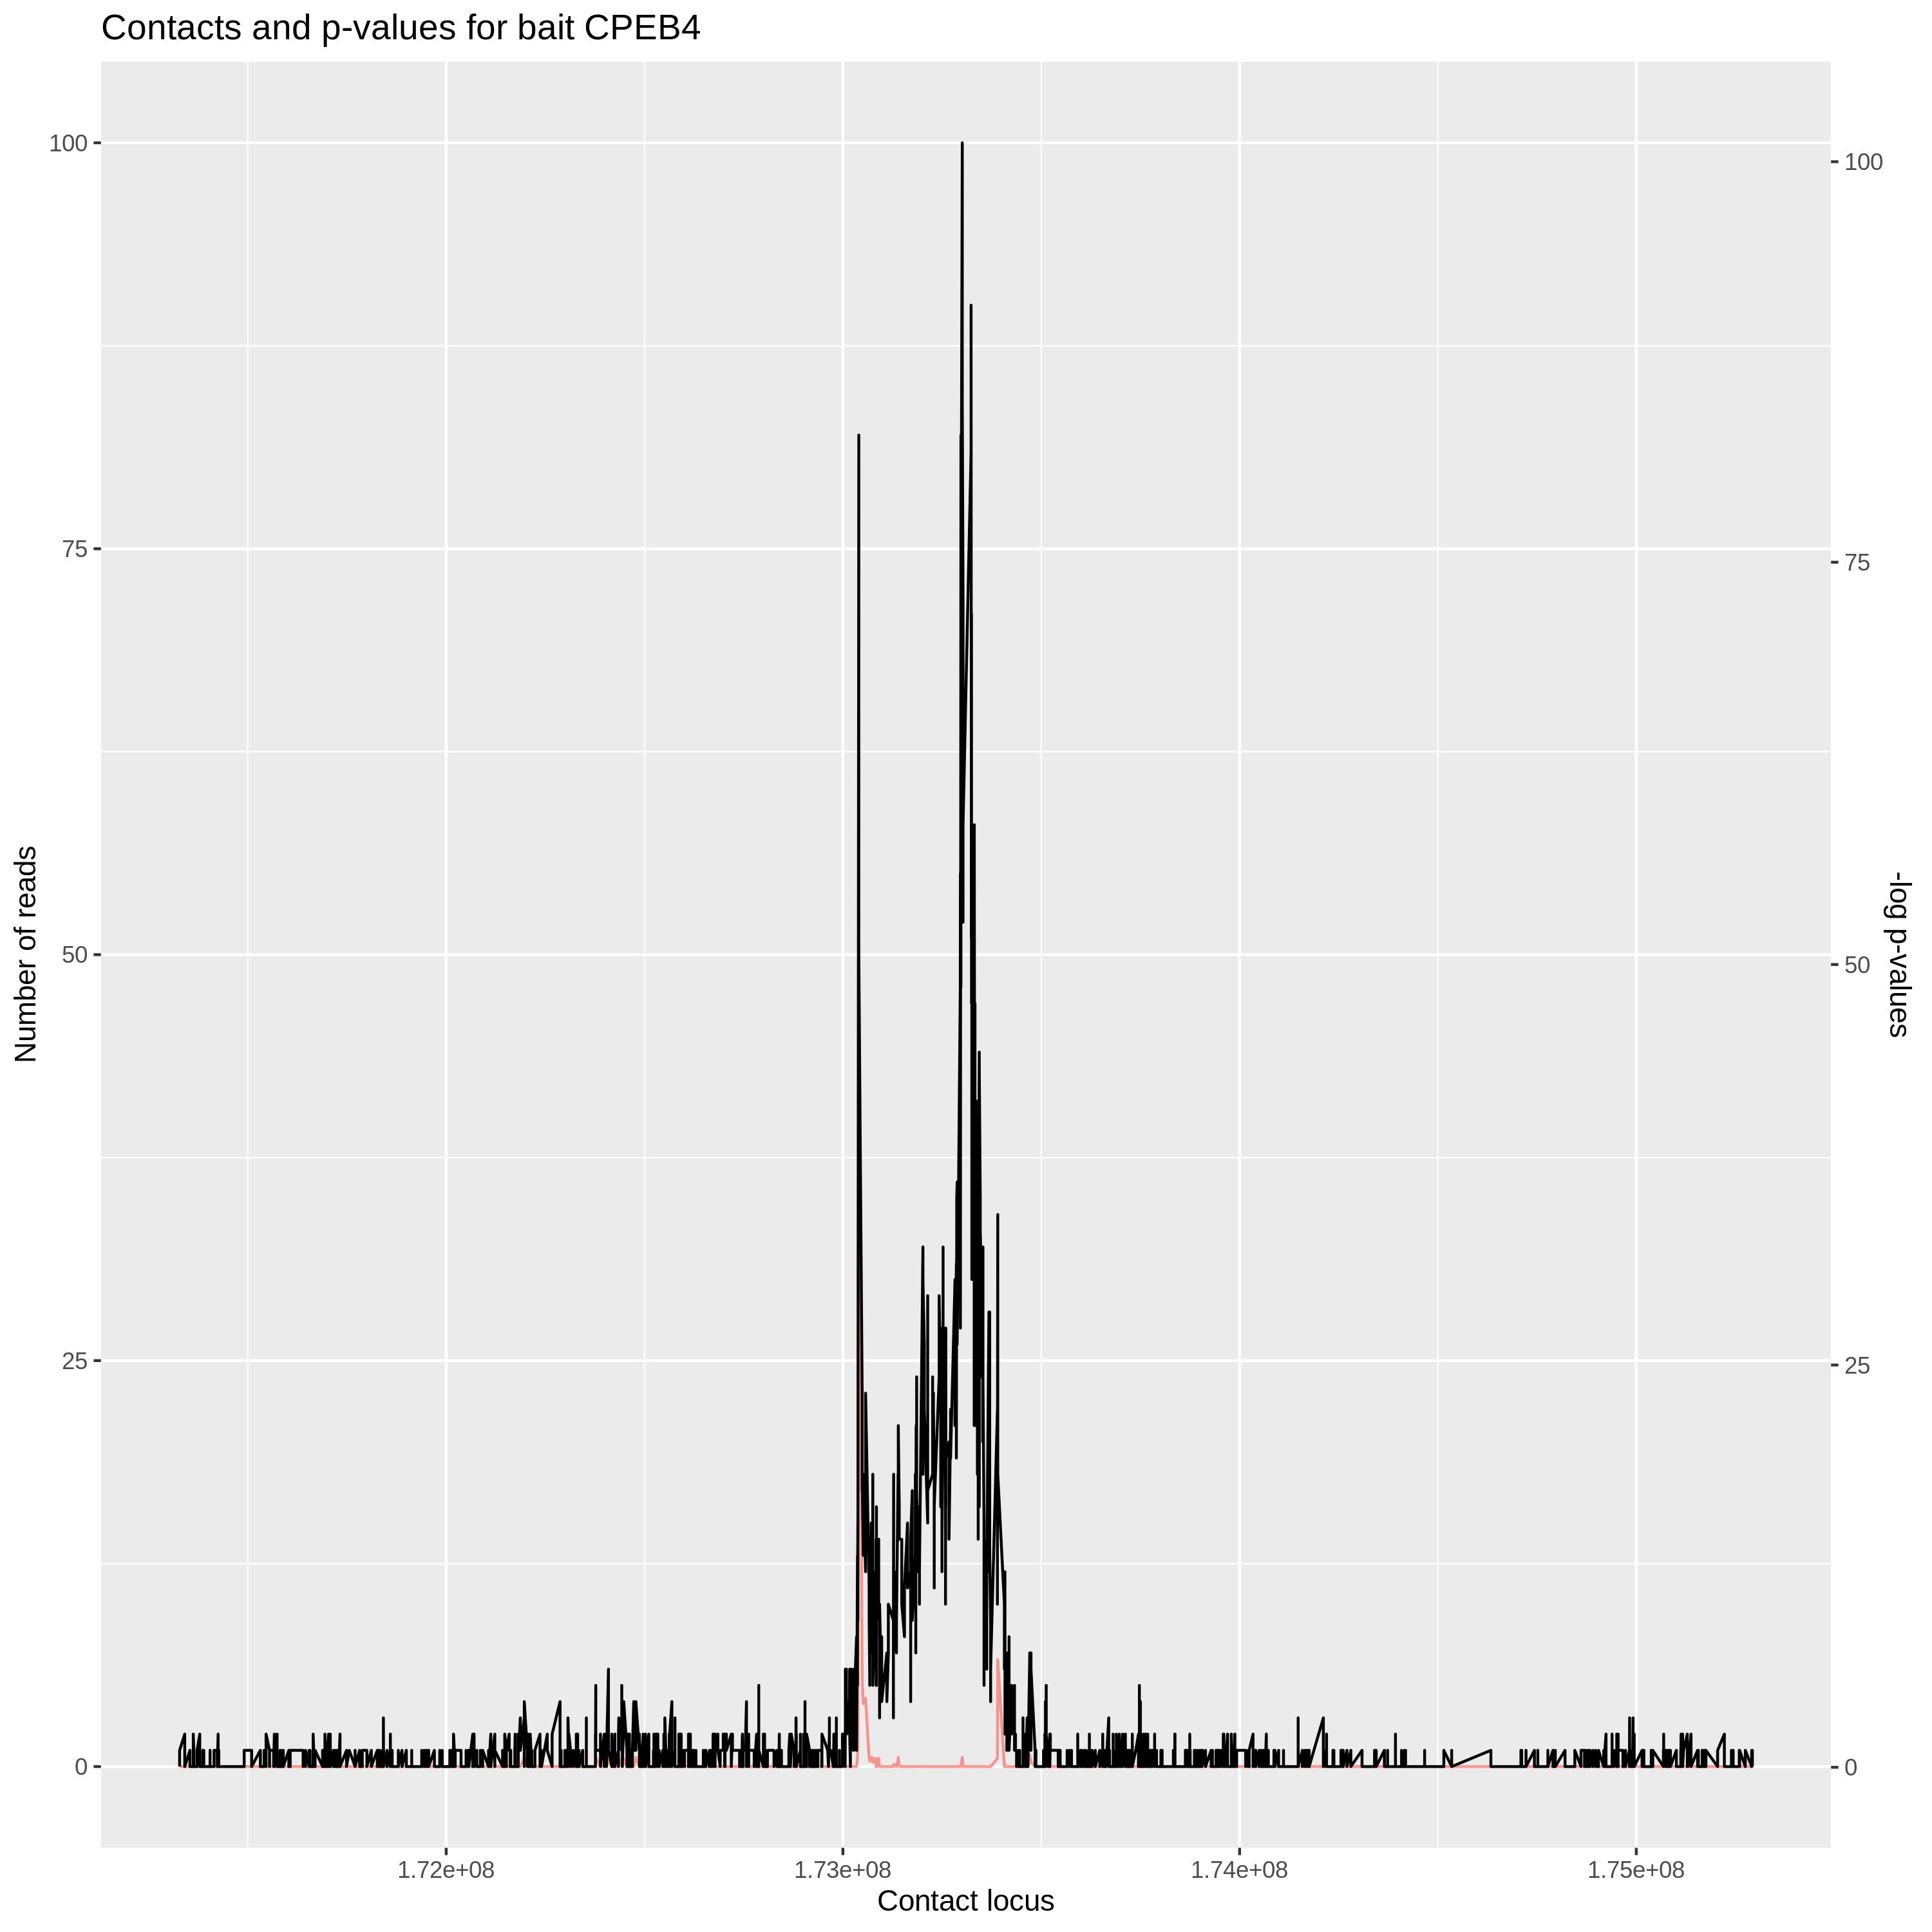 Contacts and p-values for bait CPEB4
100
75
50
25
0
Number of reads
100
75
50
25
0
-log p-values
1.72e+08 1.73e+08 1.74e+08 1.75e+08
Contact locus